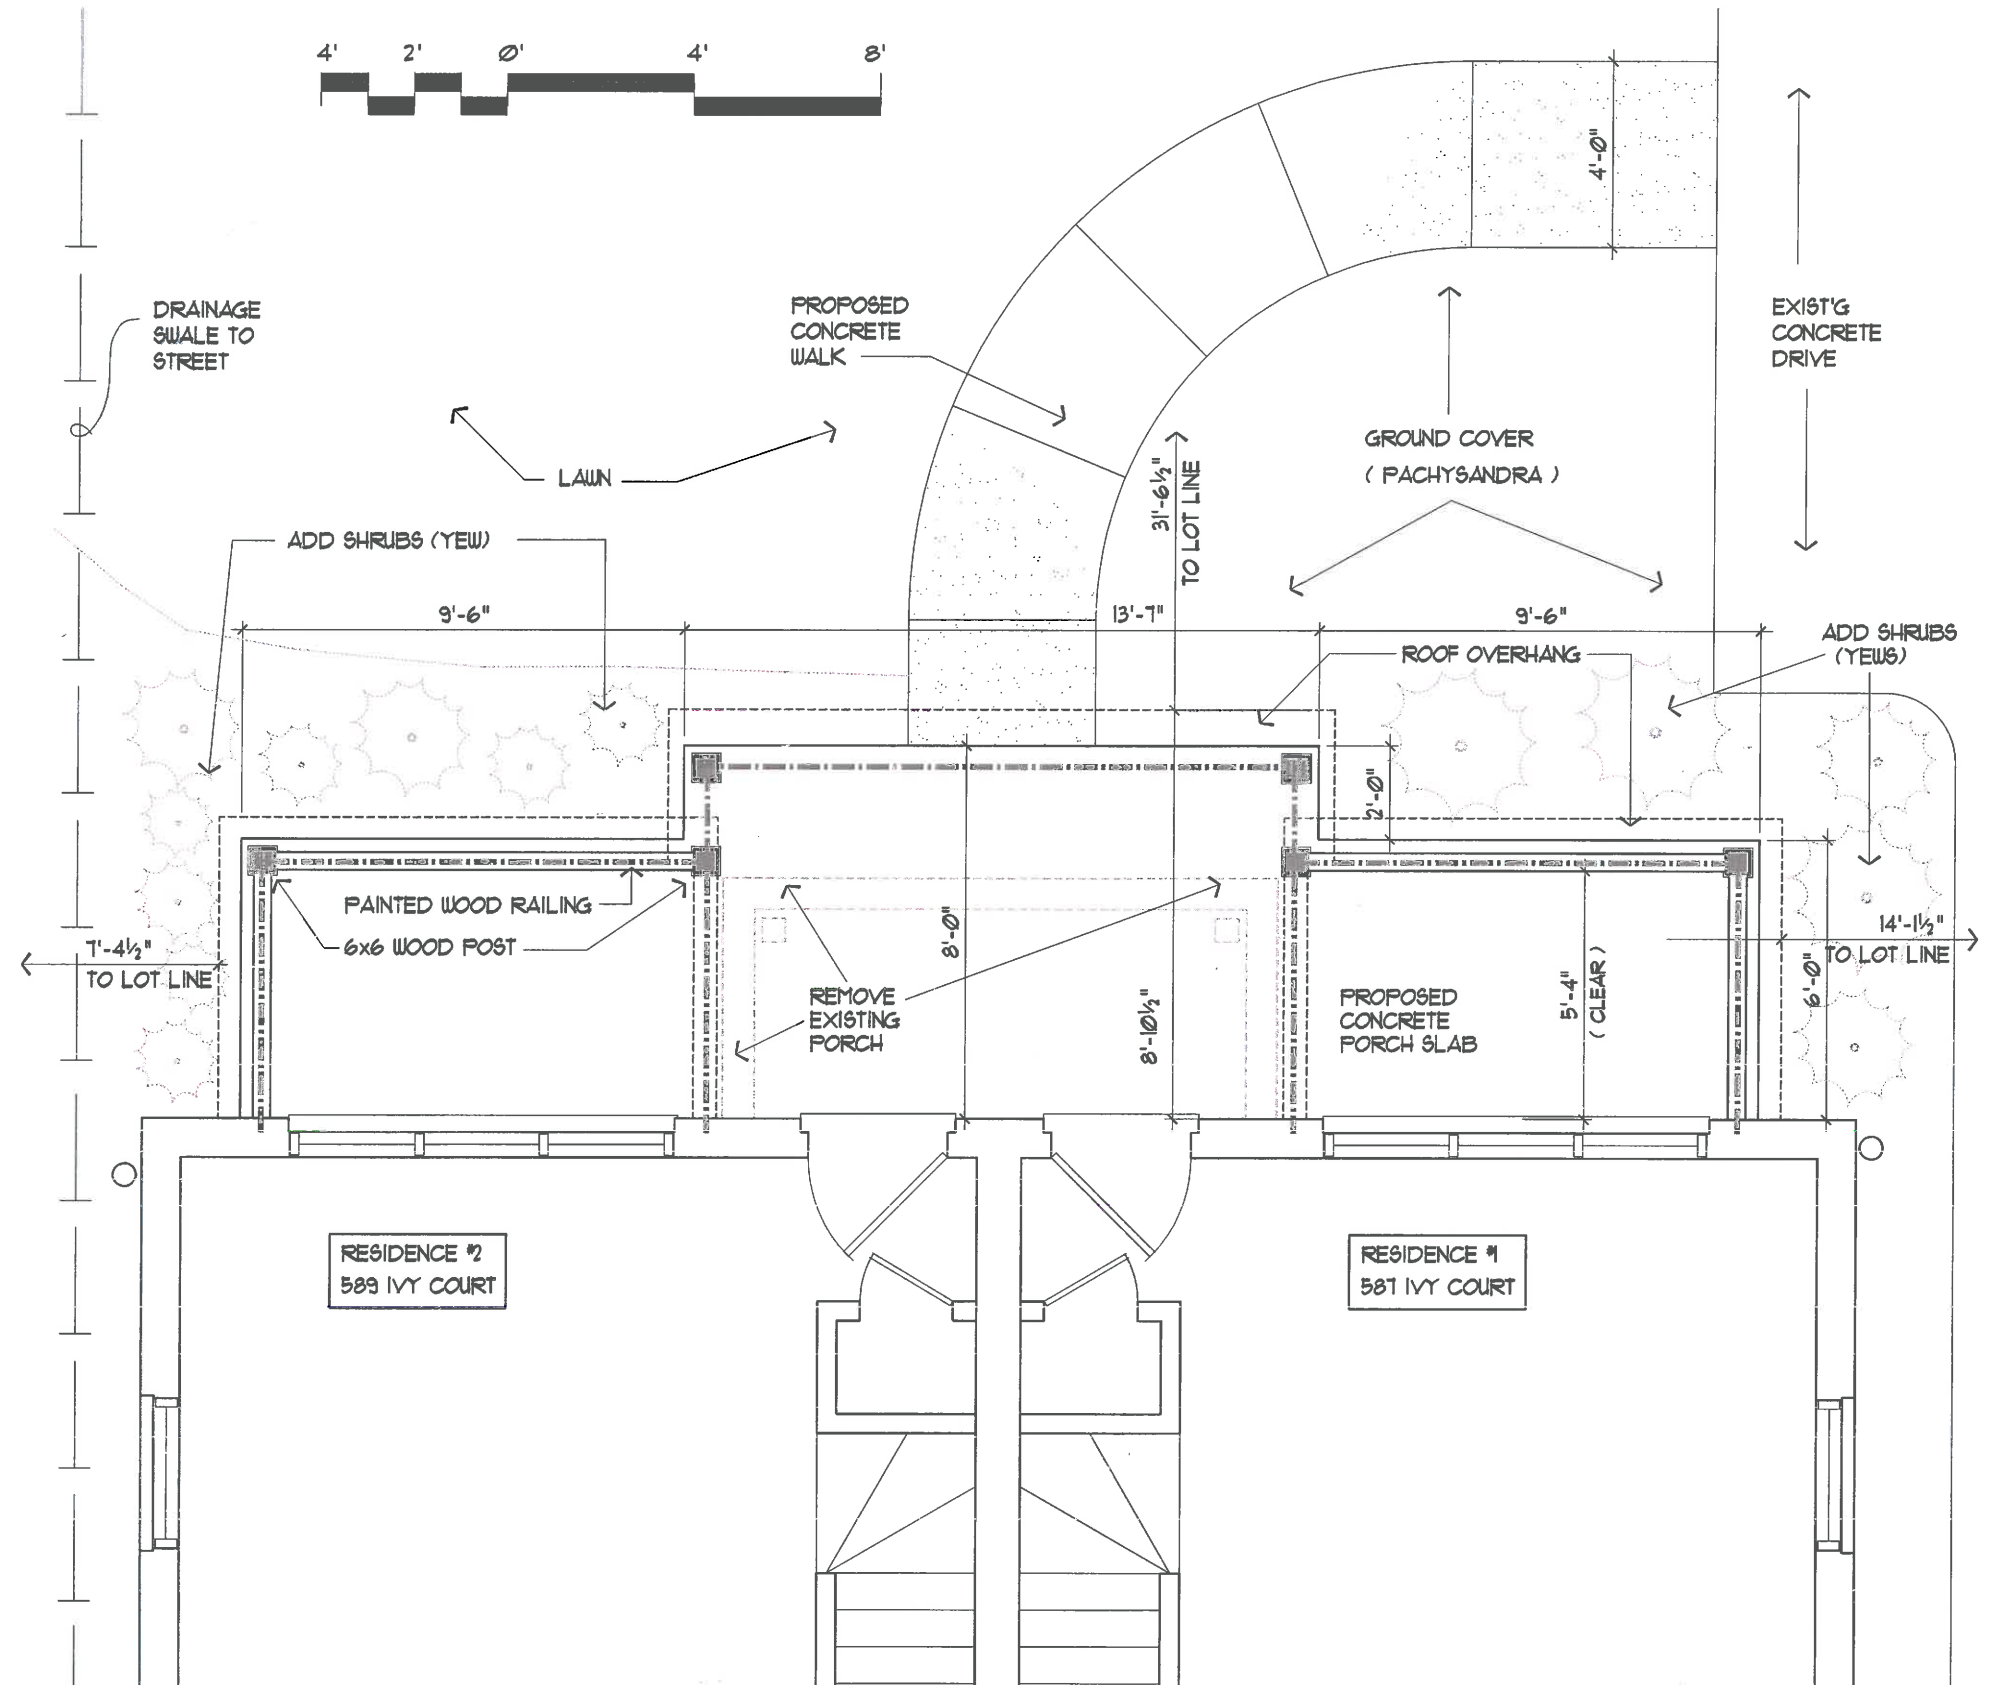 4' 2' 0' 4' 8'
4'-0"
DRAINAGE
SWALE TO
STREET
PROPOSED
CONCRETE
WALK
EXIST'G
CONCRETE
DRIVE
LAWN
GROUND COVER
( PACHYSANDRA )
31'-6½"
TO LOT LINE
ADD SHRUBS (YEW)
9'-6"
13'-7"
9'-6"
ADD SHRUBS
(YEWS)
ROOF OVERHANG
2'-0"
PAINTED WOOD RAILING
6x6 WOOD POST
7'-4½"
TO LOT LINE
8'-0"
REMOVE
EXISTING
PORCH
8'-10½"
PROPOSED
CONCRETE
PORCH SLAB
5'-4"
( CLEAR )
14'-1½"
TO LOT LINE
6'-0"
RESIDENCE #2
589 IVY COURT
RESIDENCE #1
587 IVY COURT